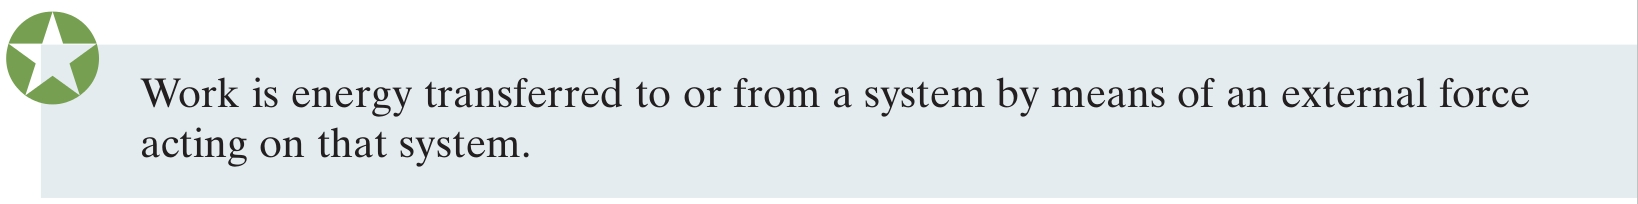 Work is energy transferred to or from a system by means of an external force
acting on that system.